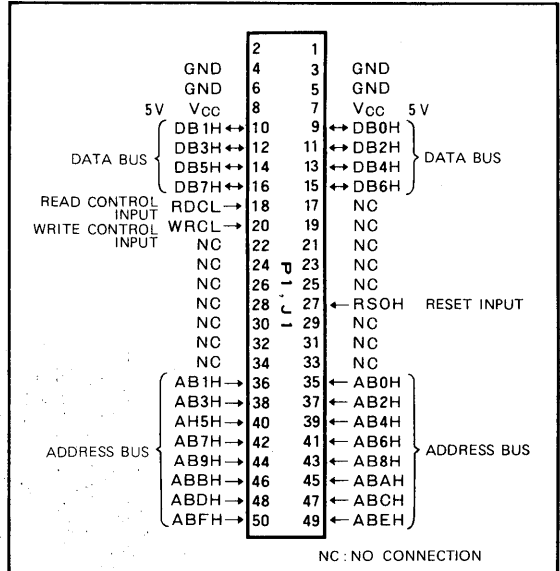 2 1
GND 4 3 GND
GND 6 5 GND
5V VCC 8 7 VCC 5V
DB1H↔10 9↔DB0H
DB3H↔12 11↔DB2H
DATA BUS DB5H↔14 13↔DB4H DATA BUS
DB7H↔16 15↔DB6H
READ CONTROL INPUT RDCL→18 17 NC
WRITE CONTROL INPUT WRCL→20 19 NC
NC 22 21 NC
NC 24 23 NC
NC 26 25 NC
P1,J1
NC 28 27←RSOH RESET INPUT
NC 30 29 NC
NC 32 31 NC
NC 34 33 NC
AB1H→36 35←AB0H
AB3H→38 37←AB2H
AH5H→40 39←AB4H
ADDRESS BUS AB7H→42 41←AB6H ADDRESS BUS
AB9H→44 43←AB8H
ABBH→46 45←ABAH
ABDH→48 47←ABCH
ABFH→50 49←ABEH
NC:NO CONNECTION